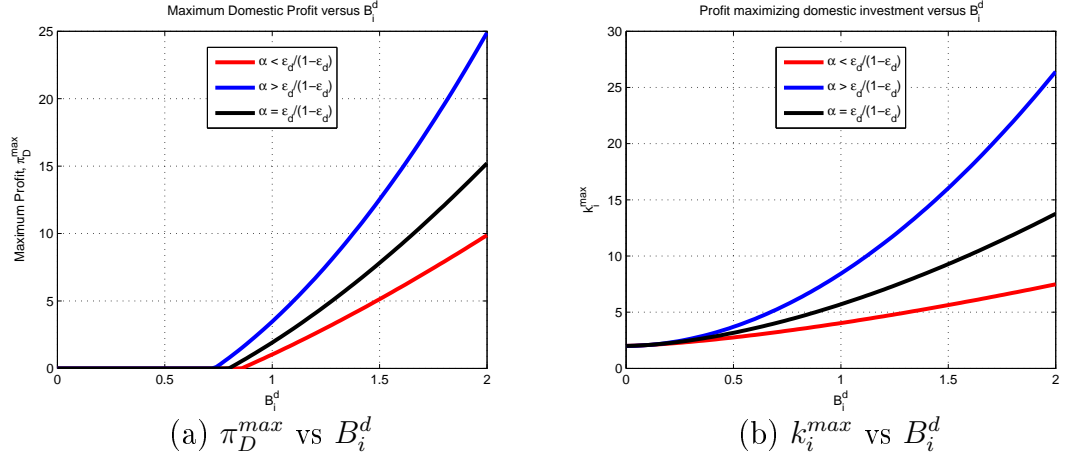 Maximum Domestic Profit versus B_i^d
25
20
15
10
5
0
0
0.5
1
1.5
2
Maximum Profit, π_D^max
B_i^d
α < ε_d/(1−ε_d)
α > ε_d/(1−ε_d)
α = ε_d/(1−ε_d)
(a) π_D^{max} vs B_i^d
Profit maximizing domestic investment versus B_i^d
30
25
20
15
10
5
0
0
0.5
1
1.5
2
k_i^max
B_i^d
α < ε_d/(1−ε_d)
α > ε_d/(1−ε_d)
α = ε_d/(1−ε_d)
(b) k_i^{max} vs B_i^d